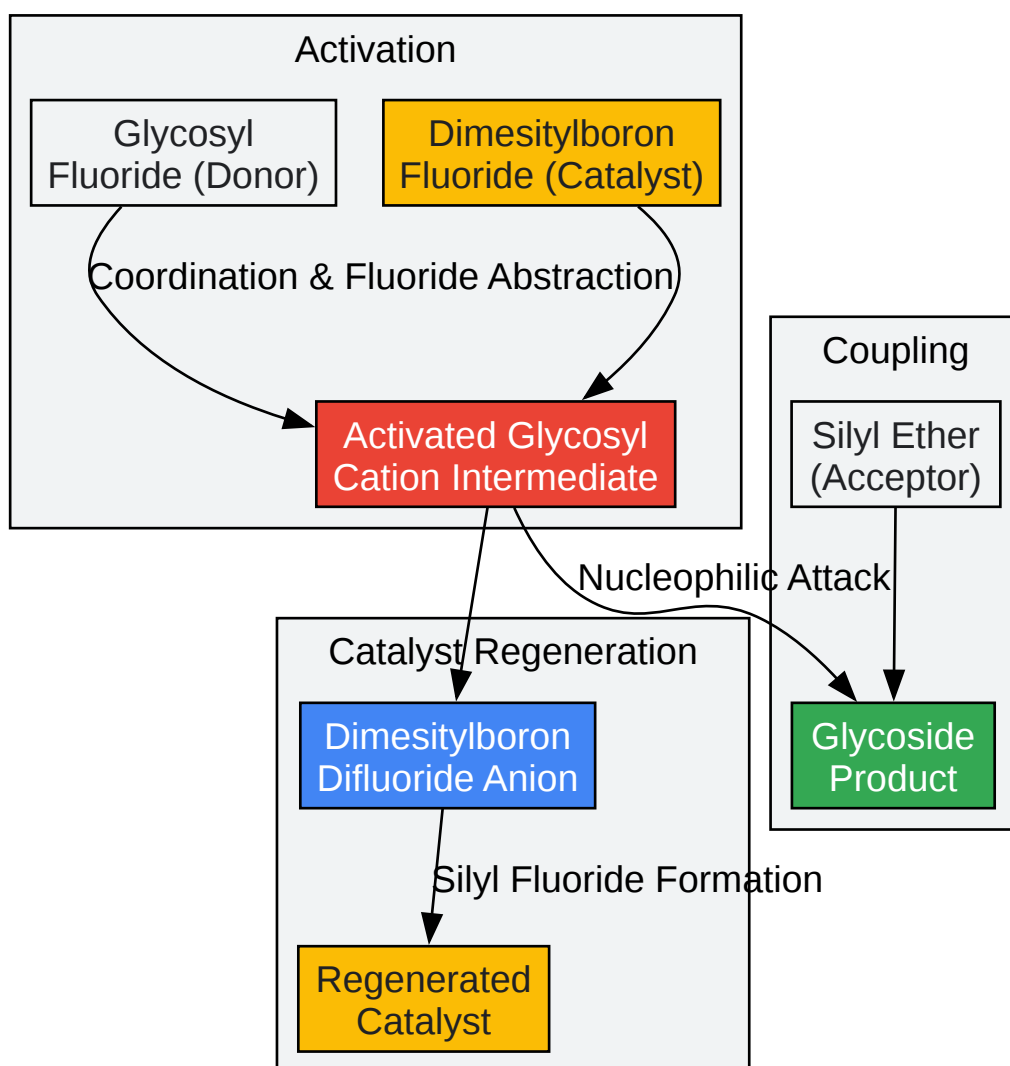 Activation
Glycosyl
Fluoride (Donor)
Dimesitylboron
Fluoride (Catalyst)
Coordination & Fluoride Abstraction
Activated Glycosyl
Cation Intermediate
Coupling
Silyl Ether
(Acceptor)
Nucleophilic Attack
Catalyst Regeneration
Dimesitylboron
Difluoride Anion
Glycoside
Product
Silyl Fluoride Formation
Regenerated
Catalyst